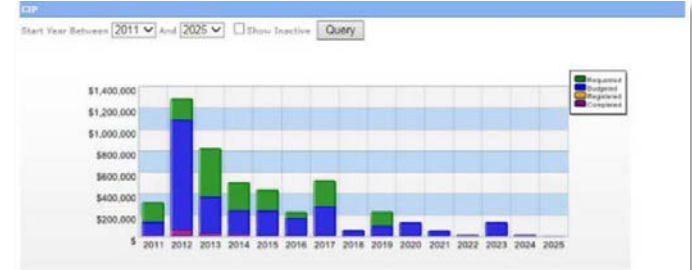 CIP
Start Year Between 2011 And 2025 Show Inactive Query
Requested
Budgeted
Registered
Completed
$1,400,000
$1,200,000
$1,000,000
$800,000
$600,000
$400,000
$200,000
$
2011 2012 2013 2014 2015 2016 2017 2018 2019 2020 2021 2022 2023 2024 2025